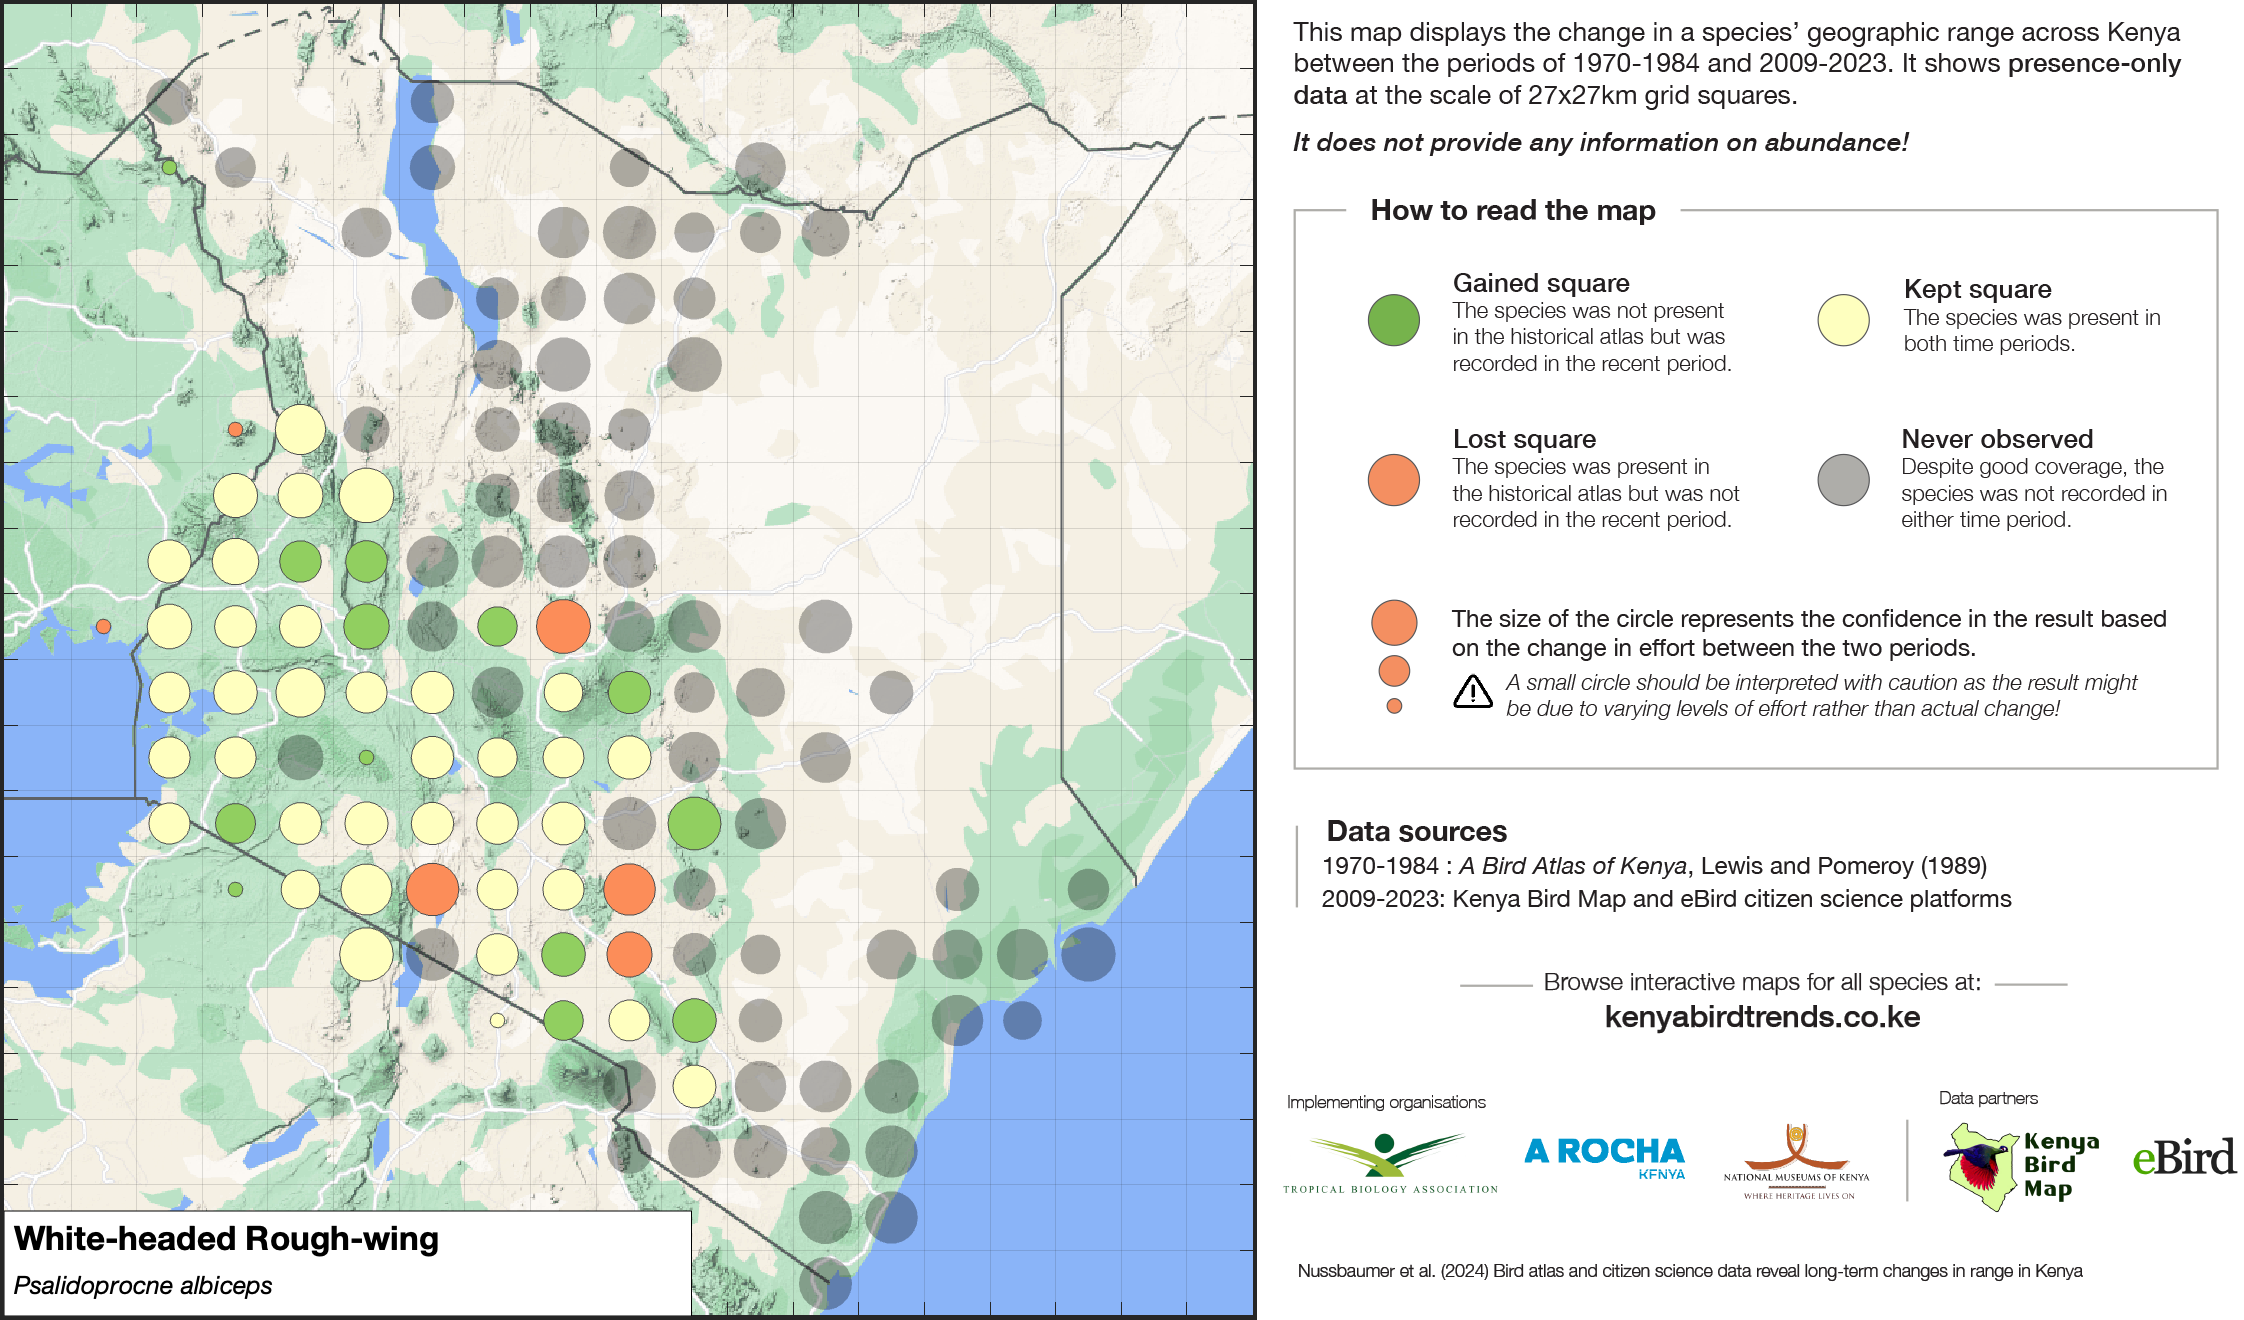 This map displays the change in a species’ geographic range across Kenya
between the periods of 1970-1984 and 2009-2023. It shows presence-only
data at the scale of 27x27km grid squares.
It does not provide any information on abundance!
How to read the map
Gained square
The species was not present
in the historical atlas but was
recorded in the recent period.
Kept square
The species was present in
both time periods.
Lost square
The species was present in
the historical atlas but was not
recorded in the recent period.
Never observed
Despite good coverage, the
species was not recorded in
either time period.
The size of the circle represents the confidence in the result based
on the change in effort between the two periods.
A small circle should be interpreted with caution as the result might
be due to varying levels of effort rather than actual change!
Data sources
1970-1984 : A Bird Atlas of Kenya, Lewis and Pomeroy (1989)
2009-2023: Kenya Bird Map and eBird citizen science platforms
Browse interactive maps for all species at:
kenyabirdtrends.co.ke
Implementing organisations
Data partners
TROPICAL BIOLOGY ASSOCIATION
A ROCHA
KENYA
NATIONAL MUSEUMS OF KENYA
WHERE HERITAGE LIVES ON
Kenya
Bird
Map
eBird
White-headed Rough-wing
Psalidoprocne albiceps
Nussbaumer et al. (2024) Bird atlas and citizen science data reveal long-term changes in range in Kenya